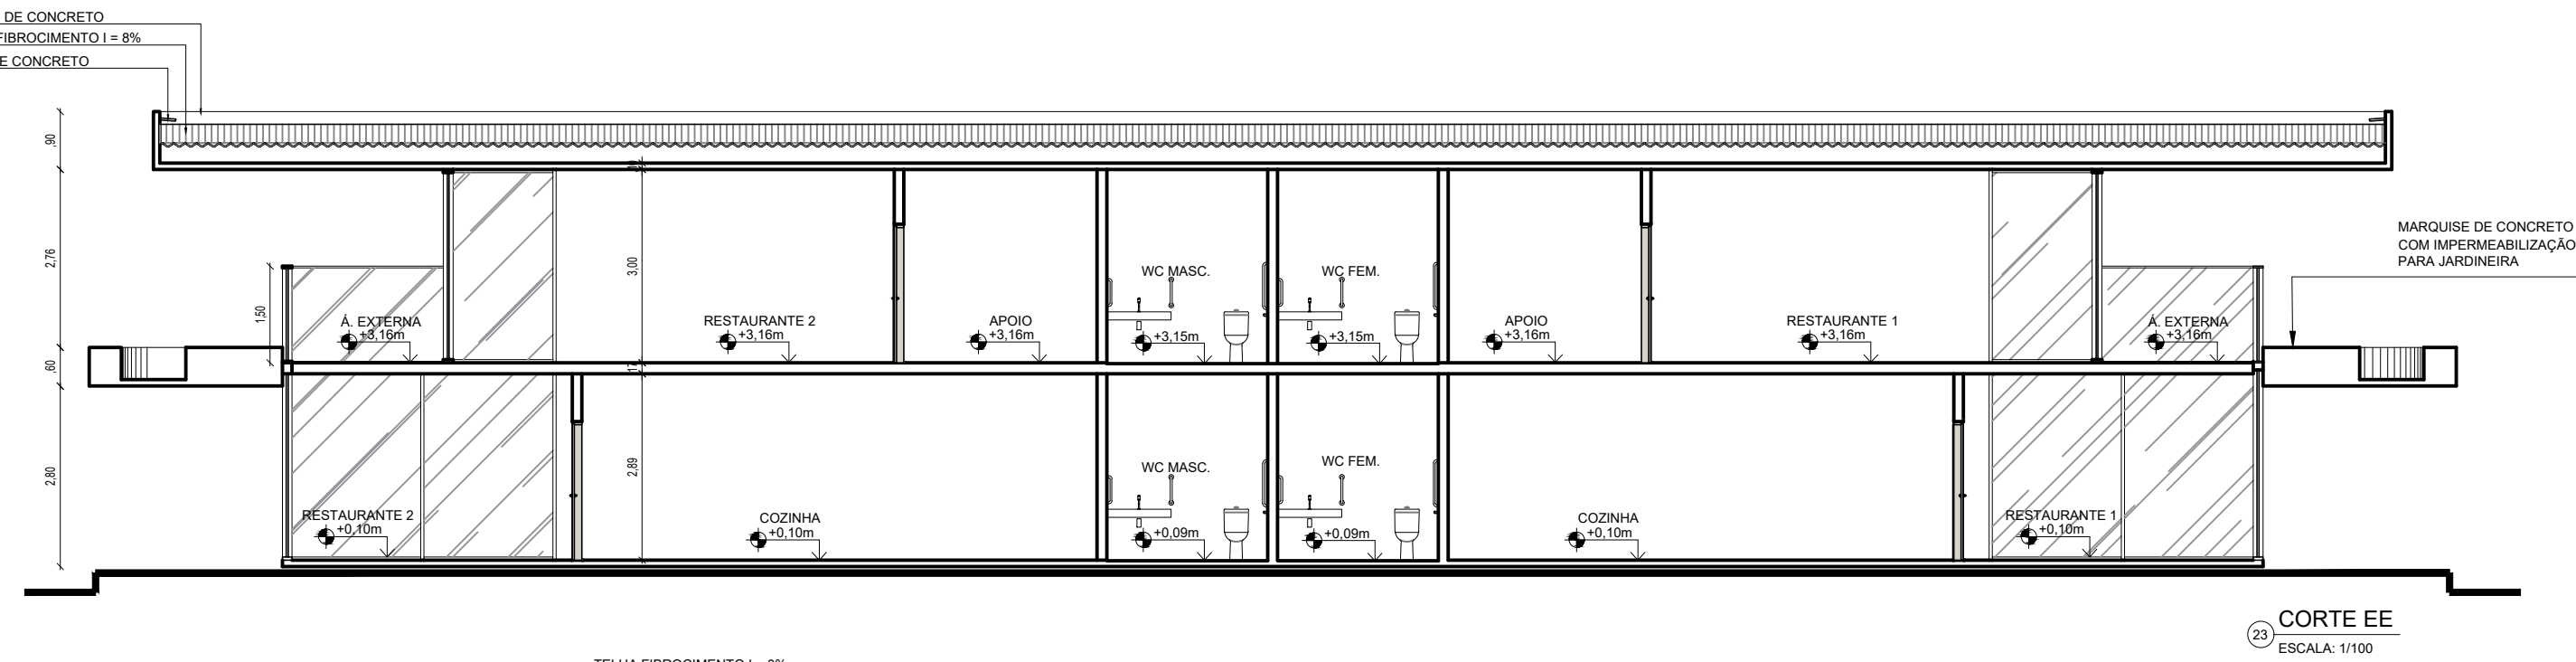 DE CONCRETO
FIBROCIMENTO I = 8%
E CONCRETO
,90
2,76
,60
2,80
1,50
3,00
2,89
MARQUISE DE CONCRETO
COM IMPERMEABILIZAÇÃO
PARA JARDINEIRA
WC MASC.
WC FEM.
Á. EXTERNA
+3,16m
RESTAURANTE 2
+3,16m
APOIO
+3,16m
+3,15m
+3,15m
APOIO
+3,16m
RESTAURANTE 1
+3,16m
Á. EXTERNA
+3,16m
WC MASC.
WC FEM.
RESTAURANTE 2
+0,10m
COZINHA
+0,10m
+0,09m
+0,09m
COZINHA
+0,10m
RESTAURANTE 1
+0,10m
23
CORTE EE
ESCALA: 1/100